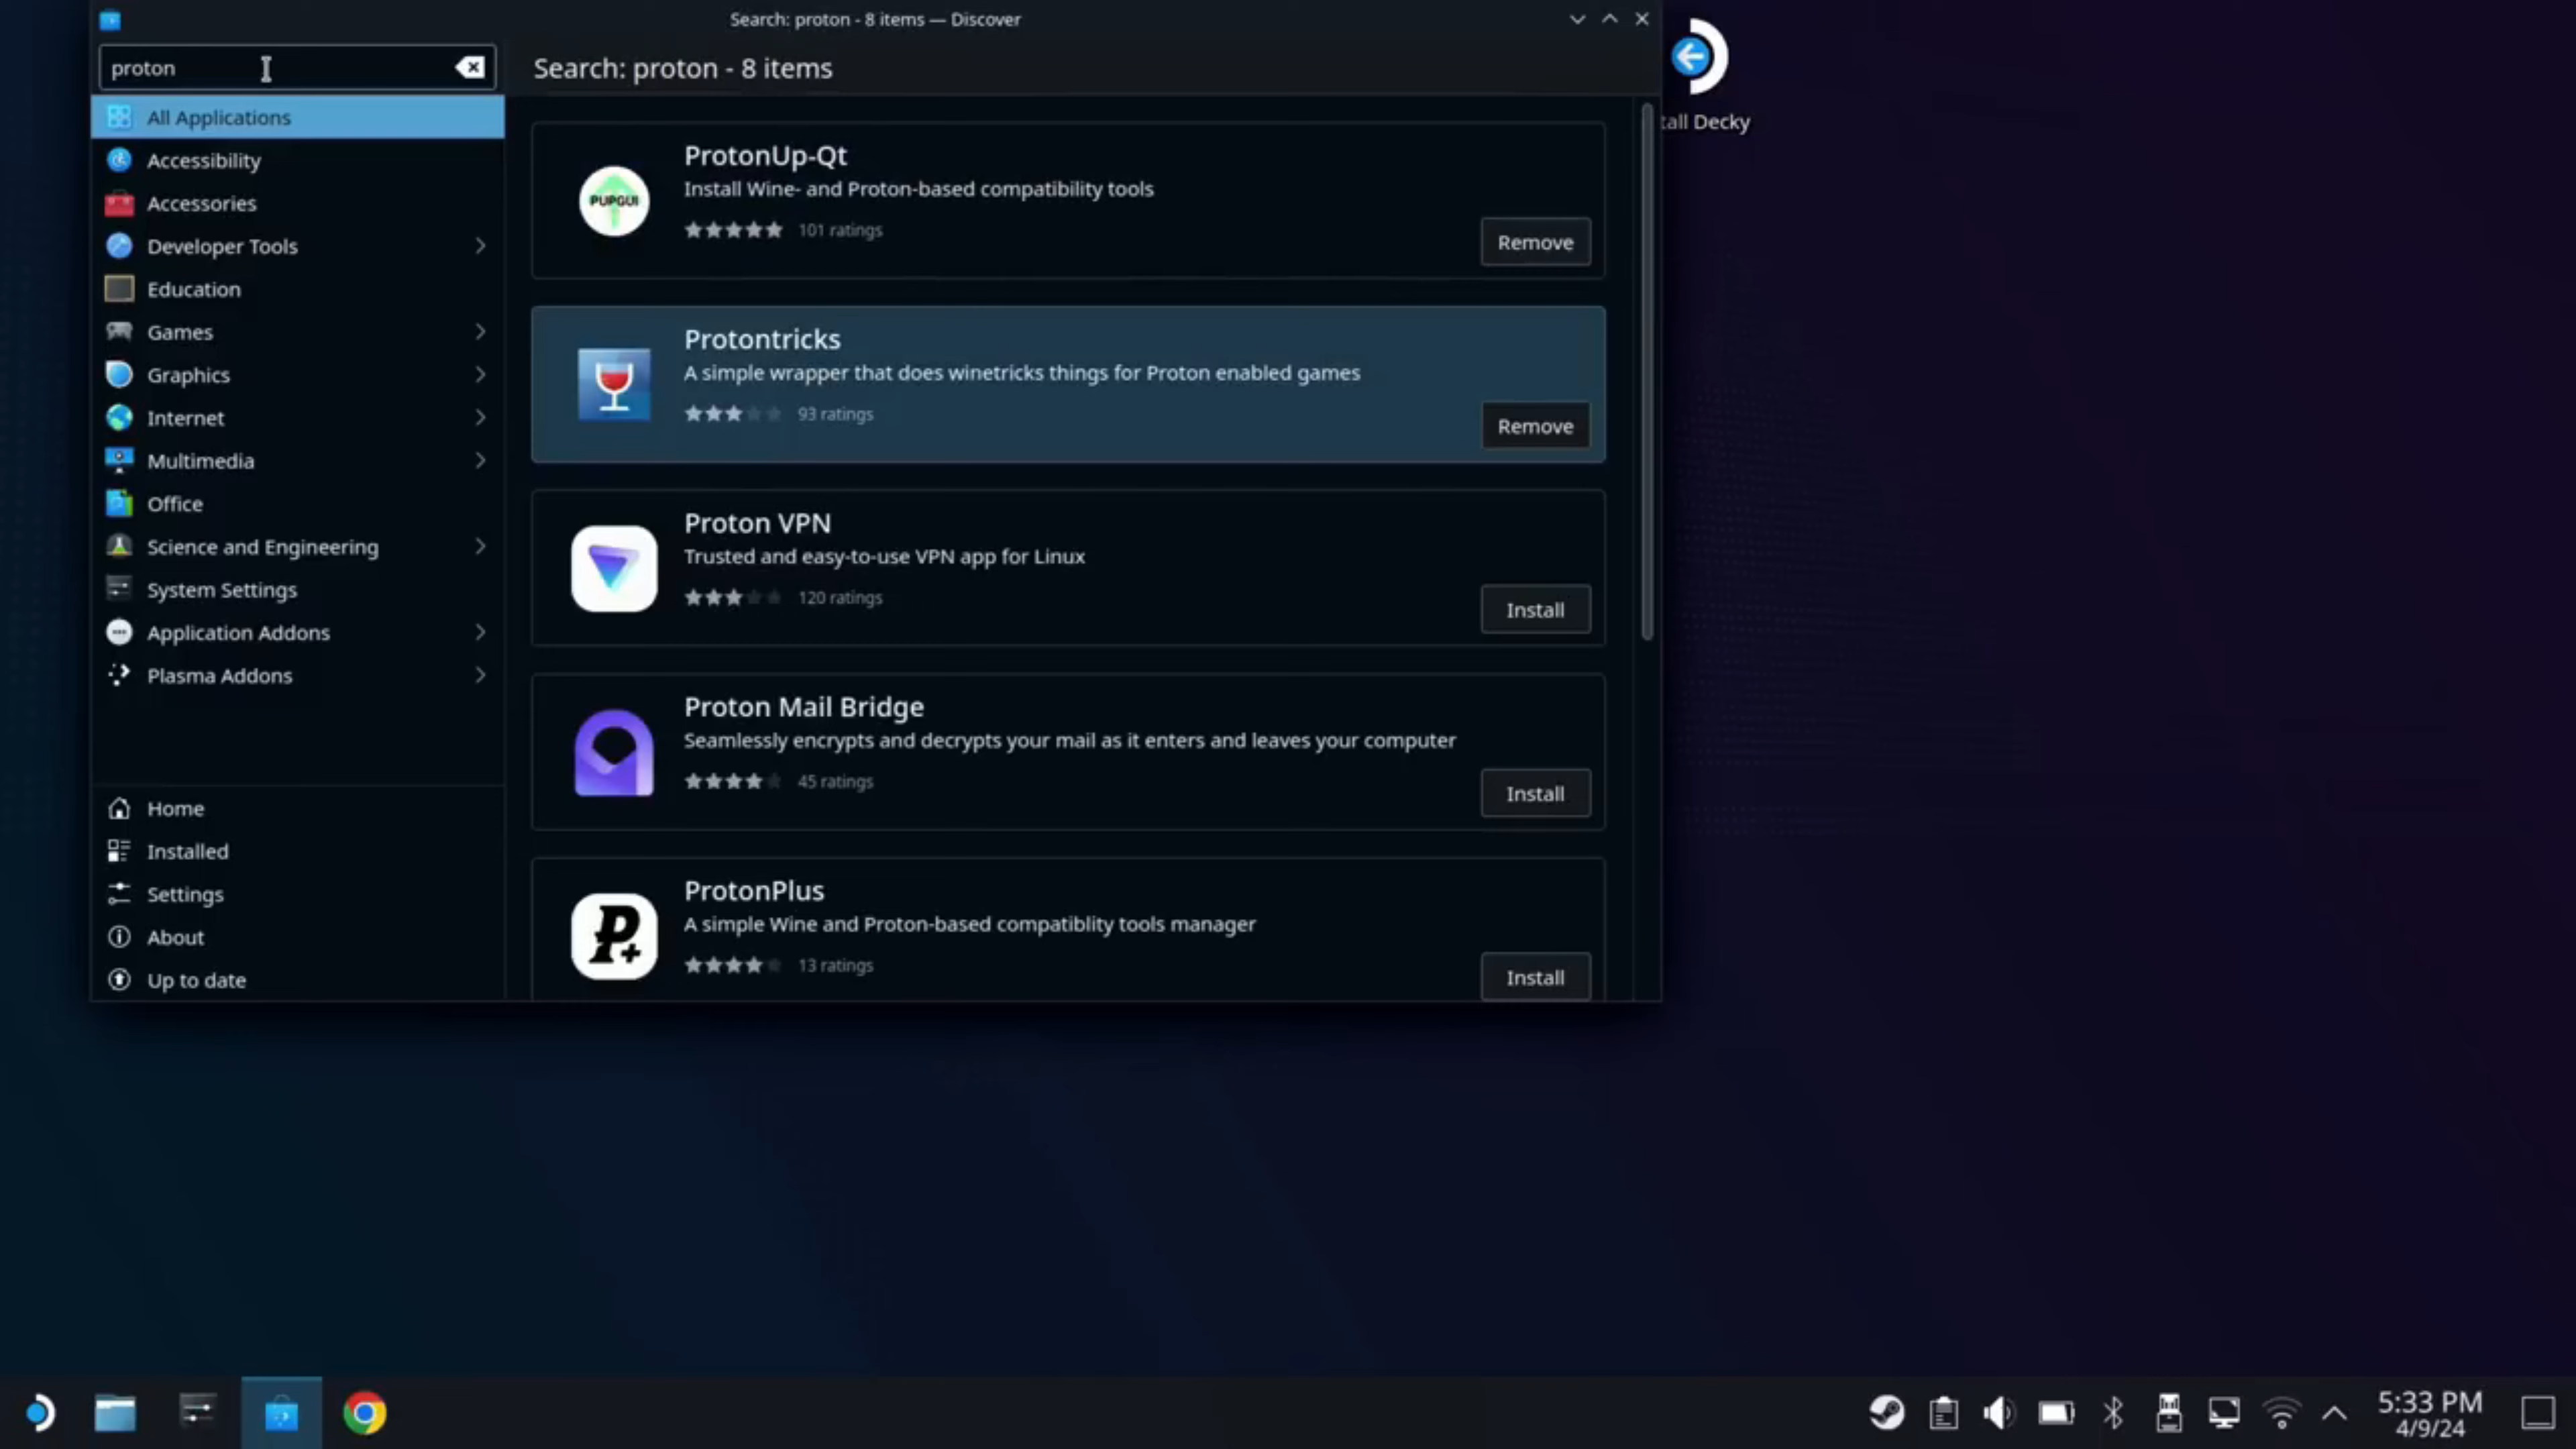 Search: proton - 8 items — Discover
proton
Search: proton - 8 items
All Applications
Accessibility
Accessories
Developer Tools
Education
Games
Graphics
Internet
Multimedia
Office
Science and Engineering
System Settings
Application Addons
Plasma Addons
Home
Installed
Settings
About
Up to date
PUPGUI
ProtonUp-Qt
Install Wine- and Proton-based compatibility tools
101 ratings
Remove
Protontricks
A simple wrapper that does winetricks things for Proton enabled games
93 ratings
Remove
Proton VPN
Trusted and easy-to-use VPN app for Linux
120 ratings
Install
Proton Mail Bridge
Seamlessly encrypts and decrypts your mail as it enters and leaves your computer
45 ratings
Install
P+
ProtonPlus
A simple Wine and Proton-based compatiblity tools manager
13 ratings
Install
tall Decky
5:33 PM
4/9/24